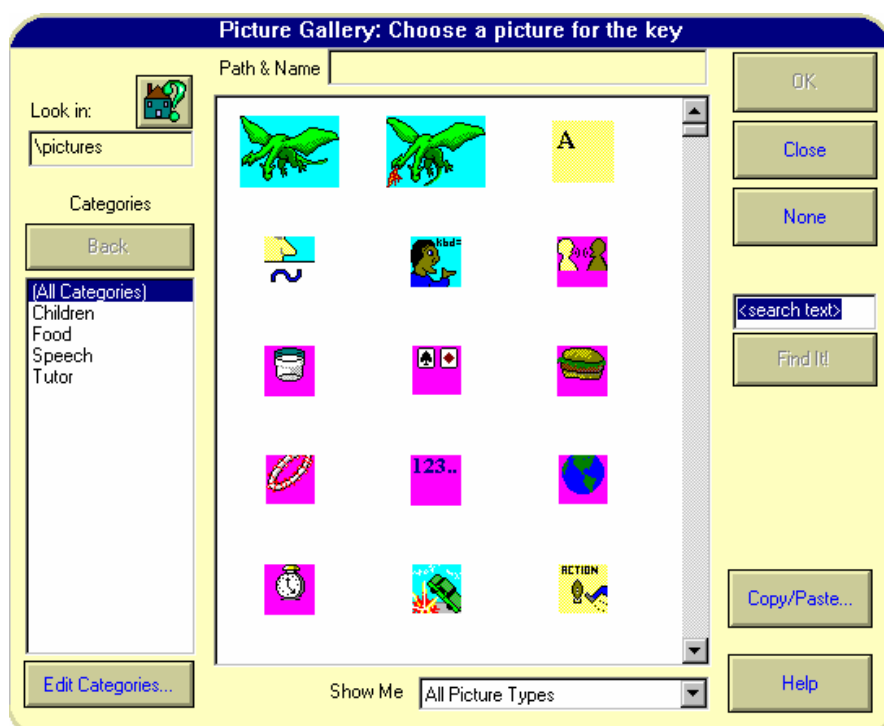 Picture Gallery: Choose a picture for the key
Path & Name
OK
Look in:
\pictures
Close
Categories
None
Back
(All Categories)
Children
Food
Speech
Tutor
A
kbd=
<search text>
Find It!
123..
ACTION
Copy/Paste...
Edit Categories...
Show Me
All Picture Types
Help